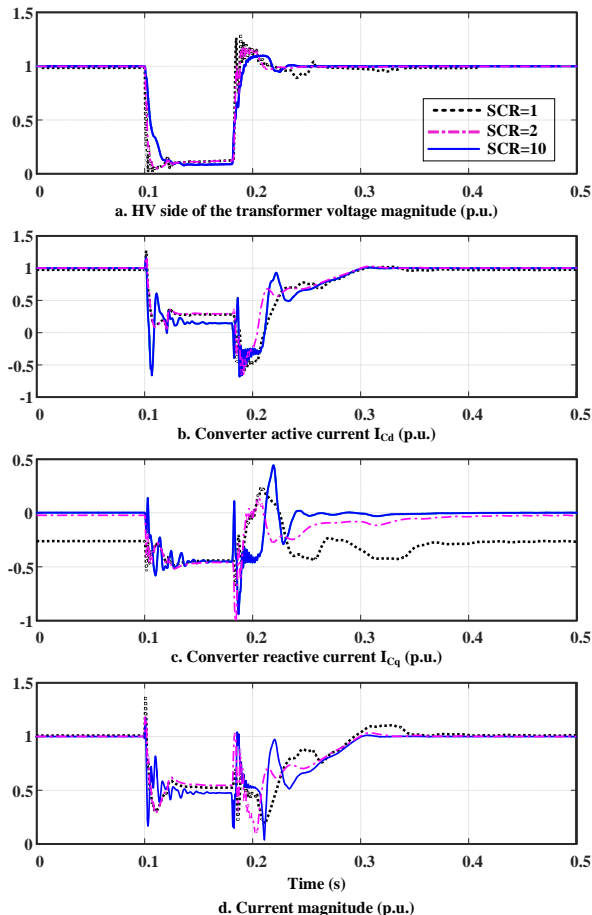 1.5
1
0.5
0
SCR=1
SCR=2
SCR=10
0 0.1 0.2 0.3 0.4 0.5
a. HV side of the transformer voltage magnitude (p.u.)
1.5
1
0.5
0
-0.5
-1
0 0.1 0.2 0.3 0.4 0.5
b. Converter active current I_Cd (p.u.)
0.5
0
-0.5
-1
0 0.1 0.2 0.3 0.4 0.5
c. Converter reactive current I_Cq (p.u.)
1.5
1
0.5
0
0 0.1 0.2 0.3 0.4 0.5
Time (s)
d. Current magnitude (p.u.)